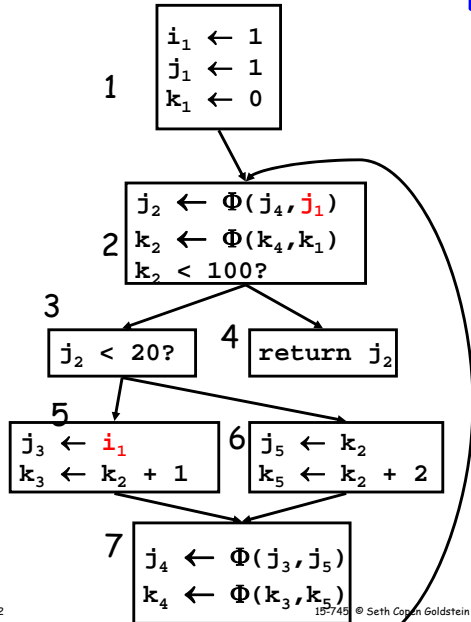 i₁ ← 1
j₁ ← 1
k₁ ← 0
1
j₂ ← Φ(j₄,j₁)
k₂ ← Φ(k₄,k₁)
k₂ < 100?
2
3
j₂ < 20?
4
return j₂
5
j₃ ← i₁
k₃ ← k₂ + 1
6
j₅ ← k₂
k₅ ← k₂ + 2
7
j₄ ← Φ(j₃,j₅)
k₄ ← Φ(k₃,k₅)
2
15-745 © Seth Copen Goldstein